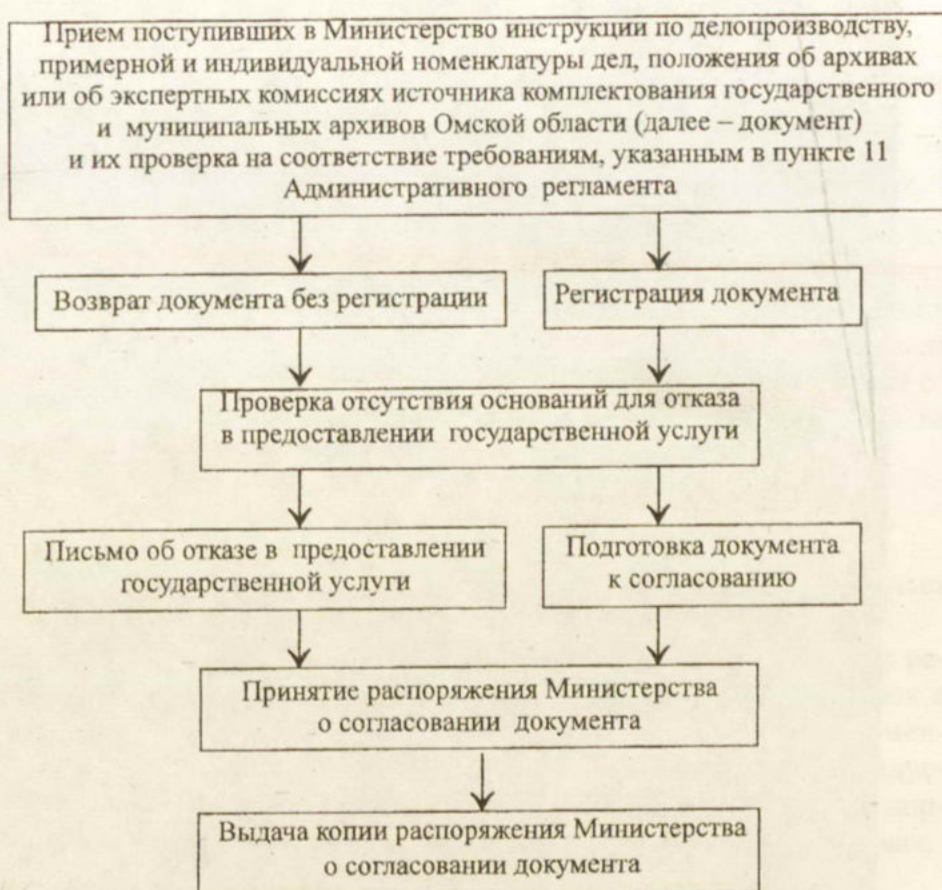 Прием поступивших в Министерство инструкции по делопроизводству,
примерной и индивидуальной номенклатуры дел, положения об архивах
или об экспертных комиссиях источника комплектования государственного
и муниципальных архивов Омской области (далее – документ)
и их проверка на соответствие требованиям, указанным в пункте 11
Административного регламента
Возврат документа без регистрации
Регистрация документа
Проверка отсутствия оснований для отказа
в предоставлении государственной услуги
Письмо об отказе в предоставлении
государственной услуги
Подготовка документа
к согласованию
Принятие распоряжения Министерства
о согласовании документа
Выдача копии распоряжения Министерства
о согласовании документа